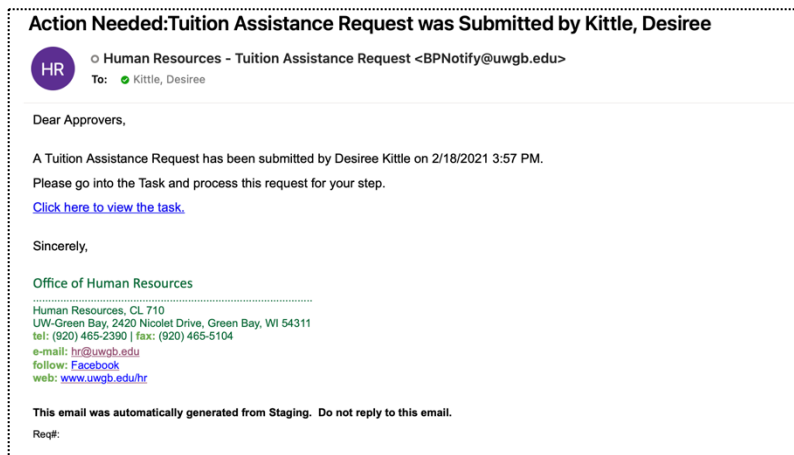 Action Needed:Tuition Assistance Request was Submitted by Kittle, Desiree
HR
Human Resources - Tuition Assistance Request <BPNotify@uwgb.edu>
To: Kittle, Desiree
Dear Approvers,
A Tuition Assistance Request has been submitted by Desiree Kittle on 2/18/2021 3:57 PM.
Please go into the Task and process this request for your step.
Click here to view the task.
Sincerely,
Office of Human Resources
Human Resources, CL 710
UW-Green Bay, 2420 Nicolet Drive, Green Bay, WI 54311
tel: (920) 465-2390 | fax: (920) 465-5104
e-mail: hr@uwgb.edu
follow: Facebook
web: www.uwgb.edu/hr
This email was automatically generated from Staging.  Do not reply to this email.
Req#: